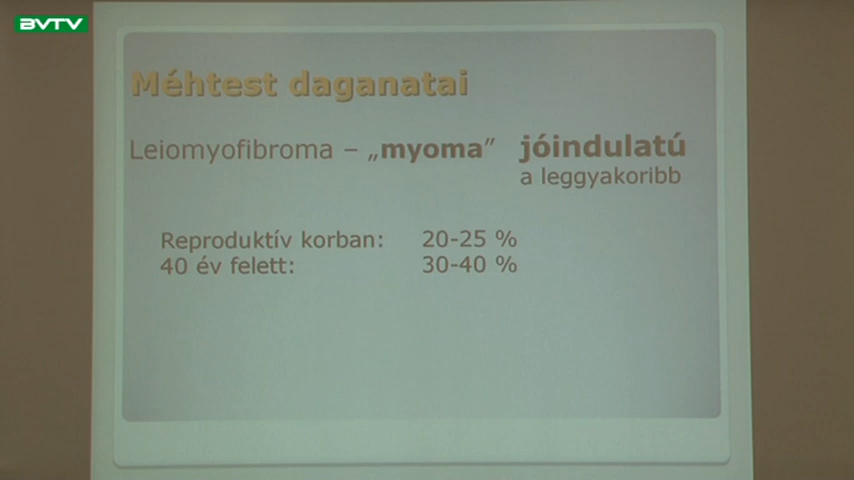 BVTV
Méhtest daganatai
Leiomyofibroma – „myoma” jóindulatú
a leggyakoribb
Reproduktív korban: 20-25 %
40 év felett: 30-40 %